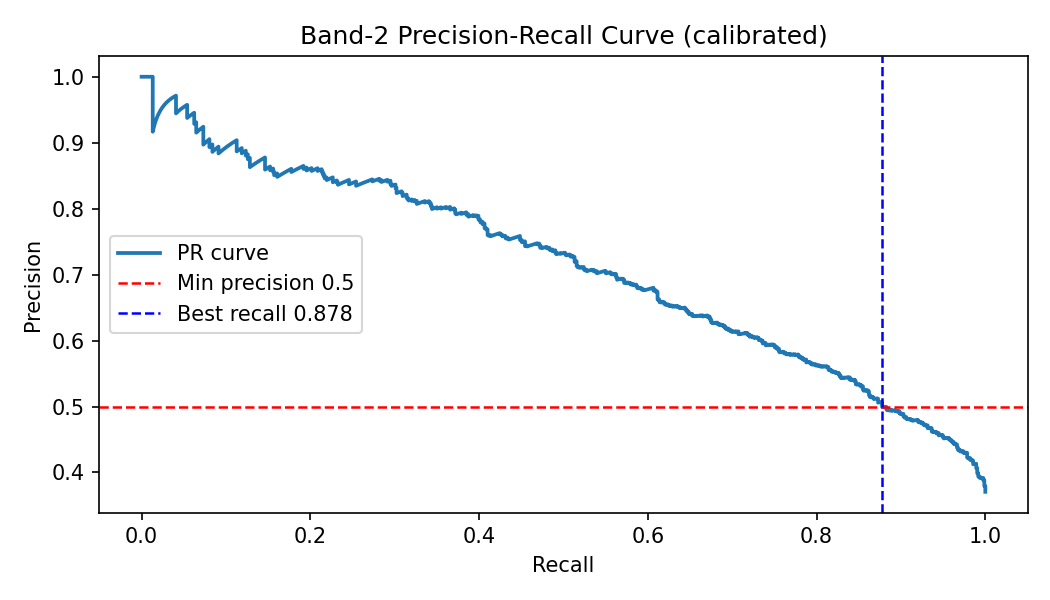 Band-2 Precision-Recall Curve (calibrated)
Precision
1.0
0.9
0.8
0.7
0.6
0.5
0.4
PR curve
Min precision 0.5
Best recall 0.878
0.0 0.2 0.4 0.6 0.8 1.0
Recall